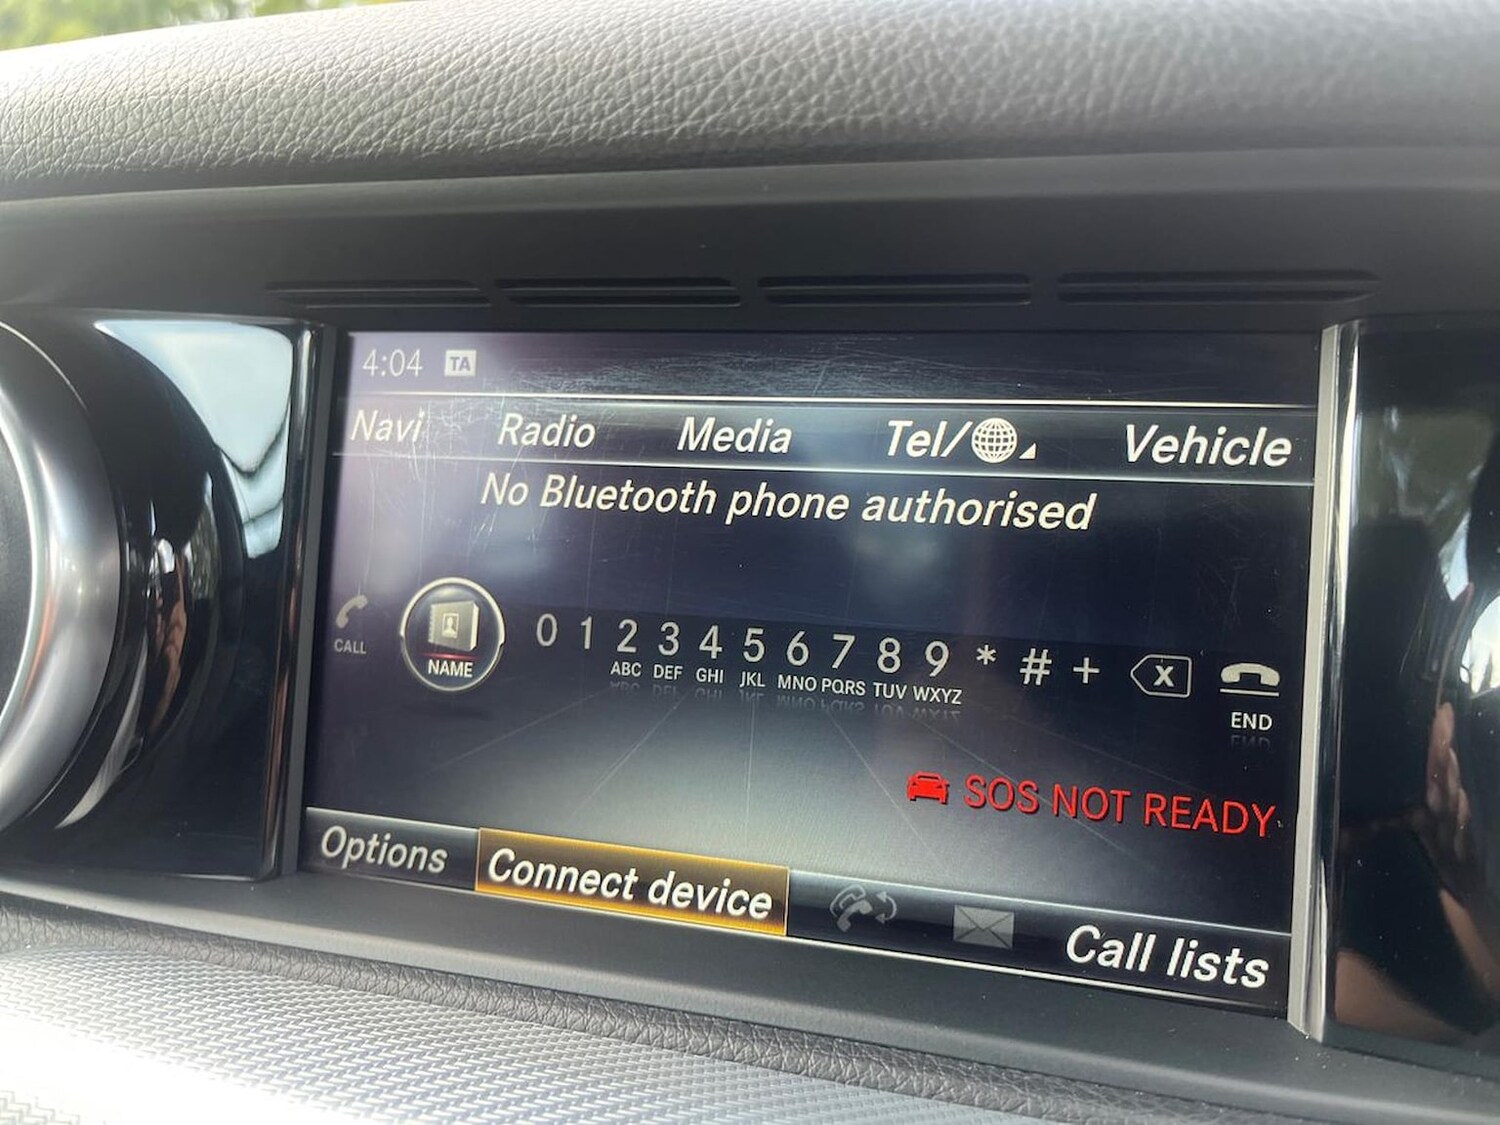 4:04 TA
Navi Radio Media Tel/ Vehicle
No Bluetooth phone authorised
0 1 2 3 4 5 6 7 8 9 * # + X
ABC DEF GHI JKL MNO PQRS TUV WXYZ
CALL NAME END
SOS NOT READY
Options Connect device Call lists